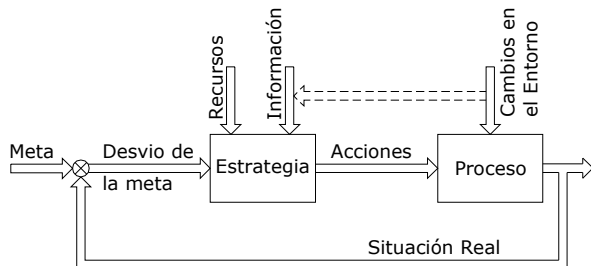 Recursos
Información
Cambios en
el Entorno
Meta
Desvio de
la meta
Estrategia
Acciones
Proceso
Situación Real